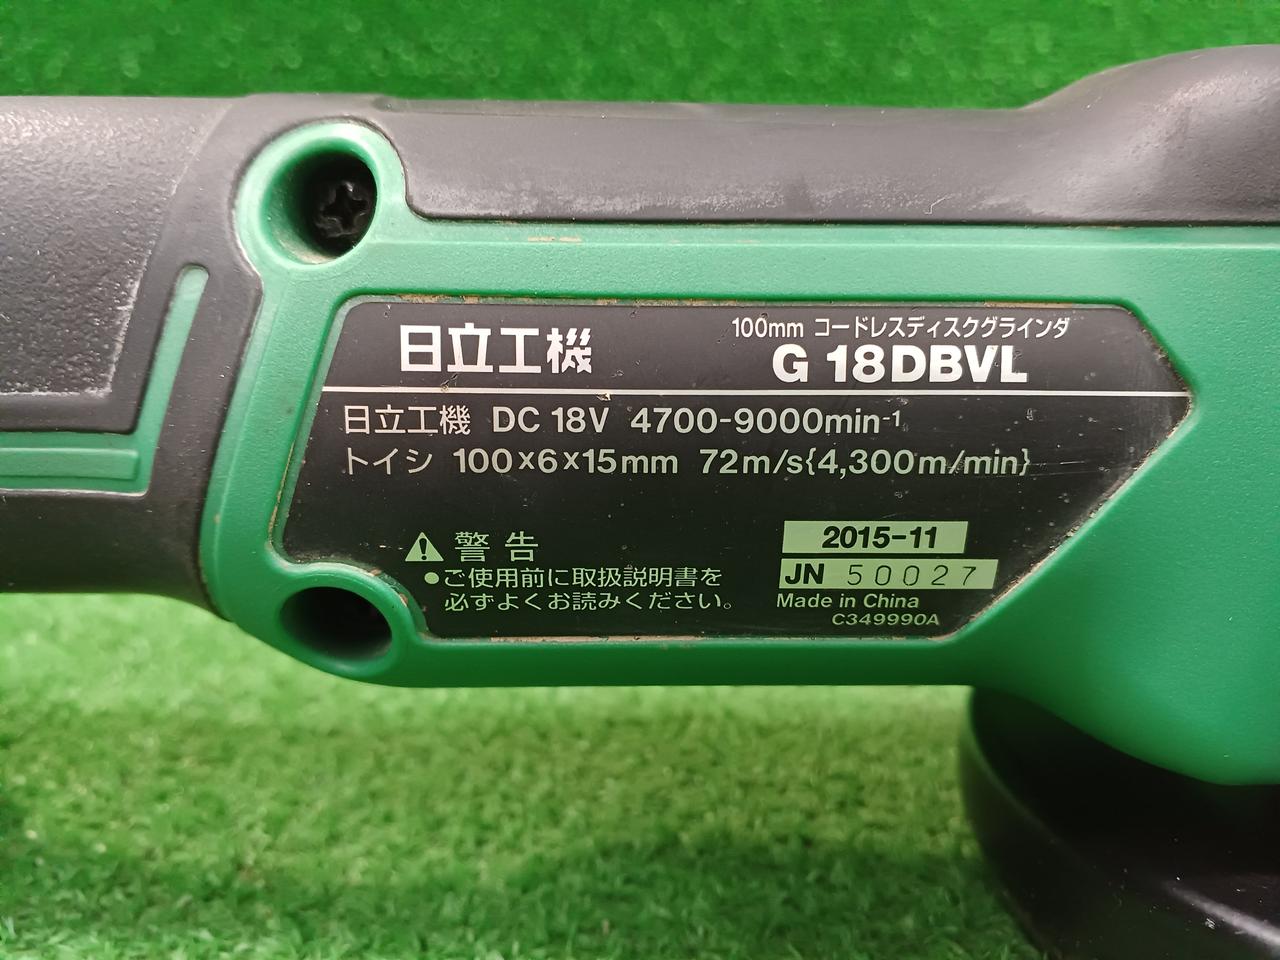 日立工機
100mm コードレスディスクグラインダ
G 18DBVL
日立工機 DC 18V 4700-9000min⁻¹
トイシ 100×6×15mm 72m/s{4,300m/min}
警告
●ご使用前に取扱説明書を
必ずよくお読みください。
2015-11
JN 50027
Made in China
C349990A